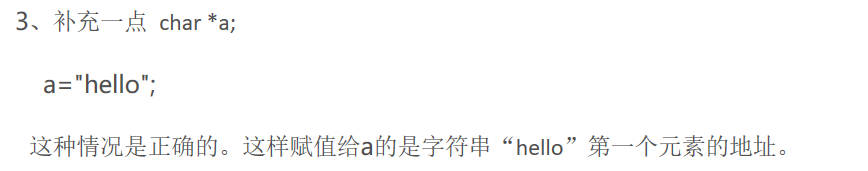 3、补充一点 char *a;
a="hello";
这种情况是正确的。这样赋值给a的是字符串“hello”第一个元素的地址。